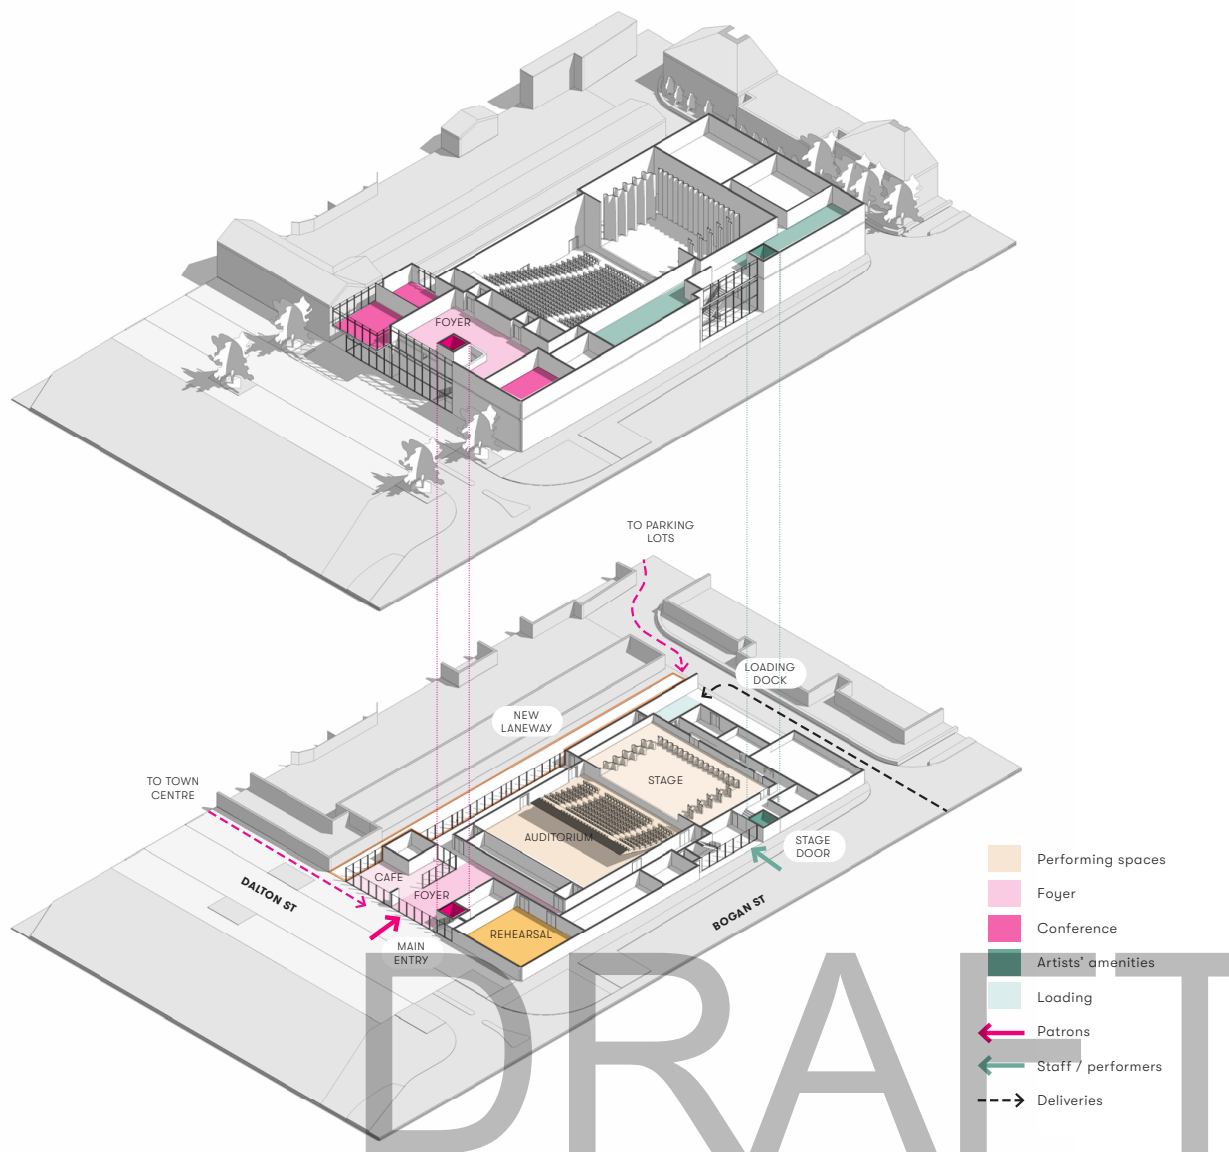 FOYER
TO PARKING
LOTS
LOADING
DOCK
NEW
LANEWAY
TO TOWN
CENTRE
STAGE
AUDITORIUM
STAGE
DOOR
CAFE
FOYER
DALTON ST
REHEARSAL
BOGAN ST
MAIN
ENTRY
Performing spaces
Foyer
Conference
Artists' amenities
Loading
Patrons
Staff / performers
Deliveries
DRAFT